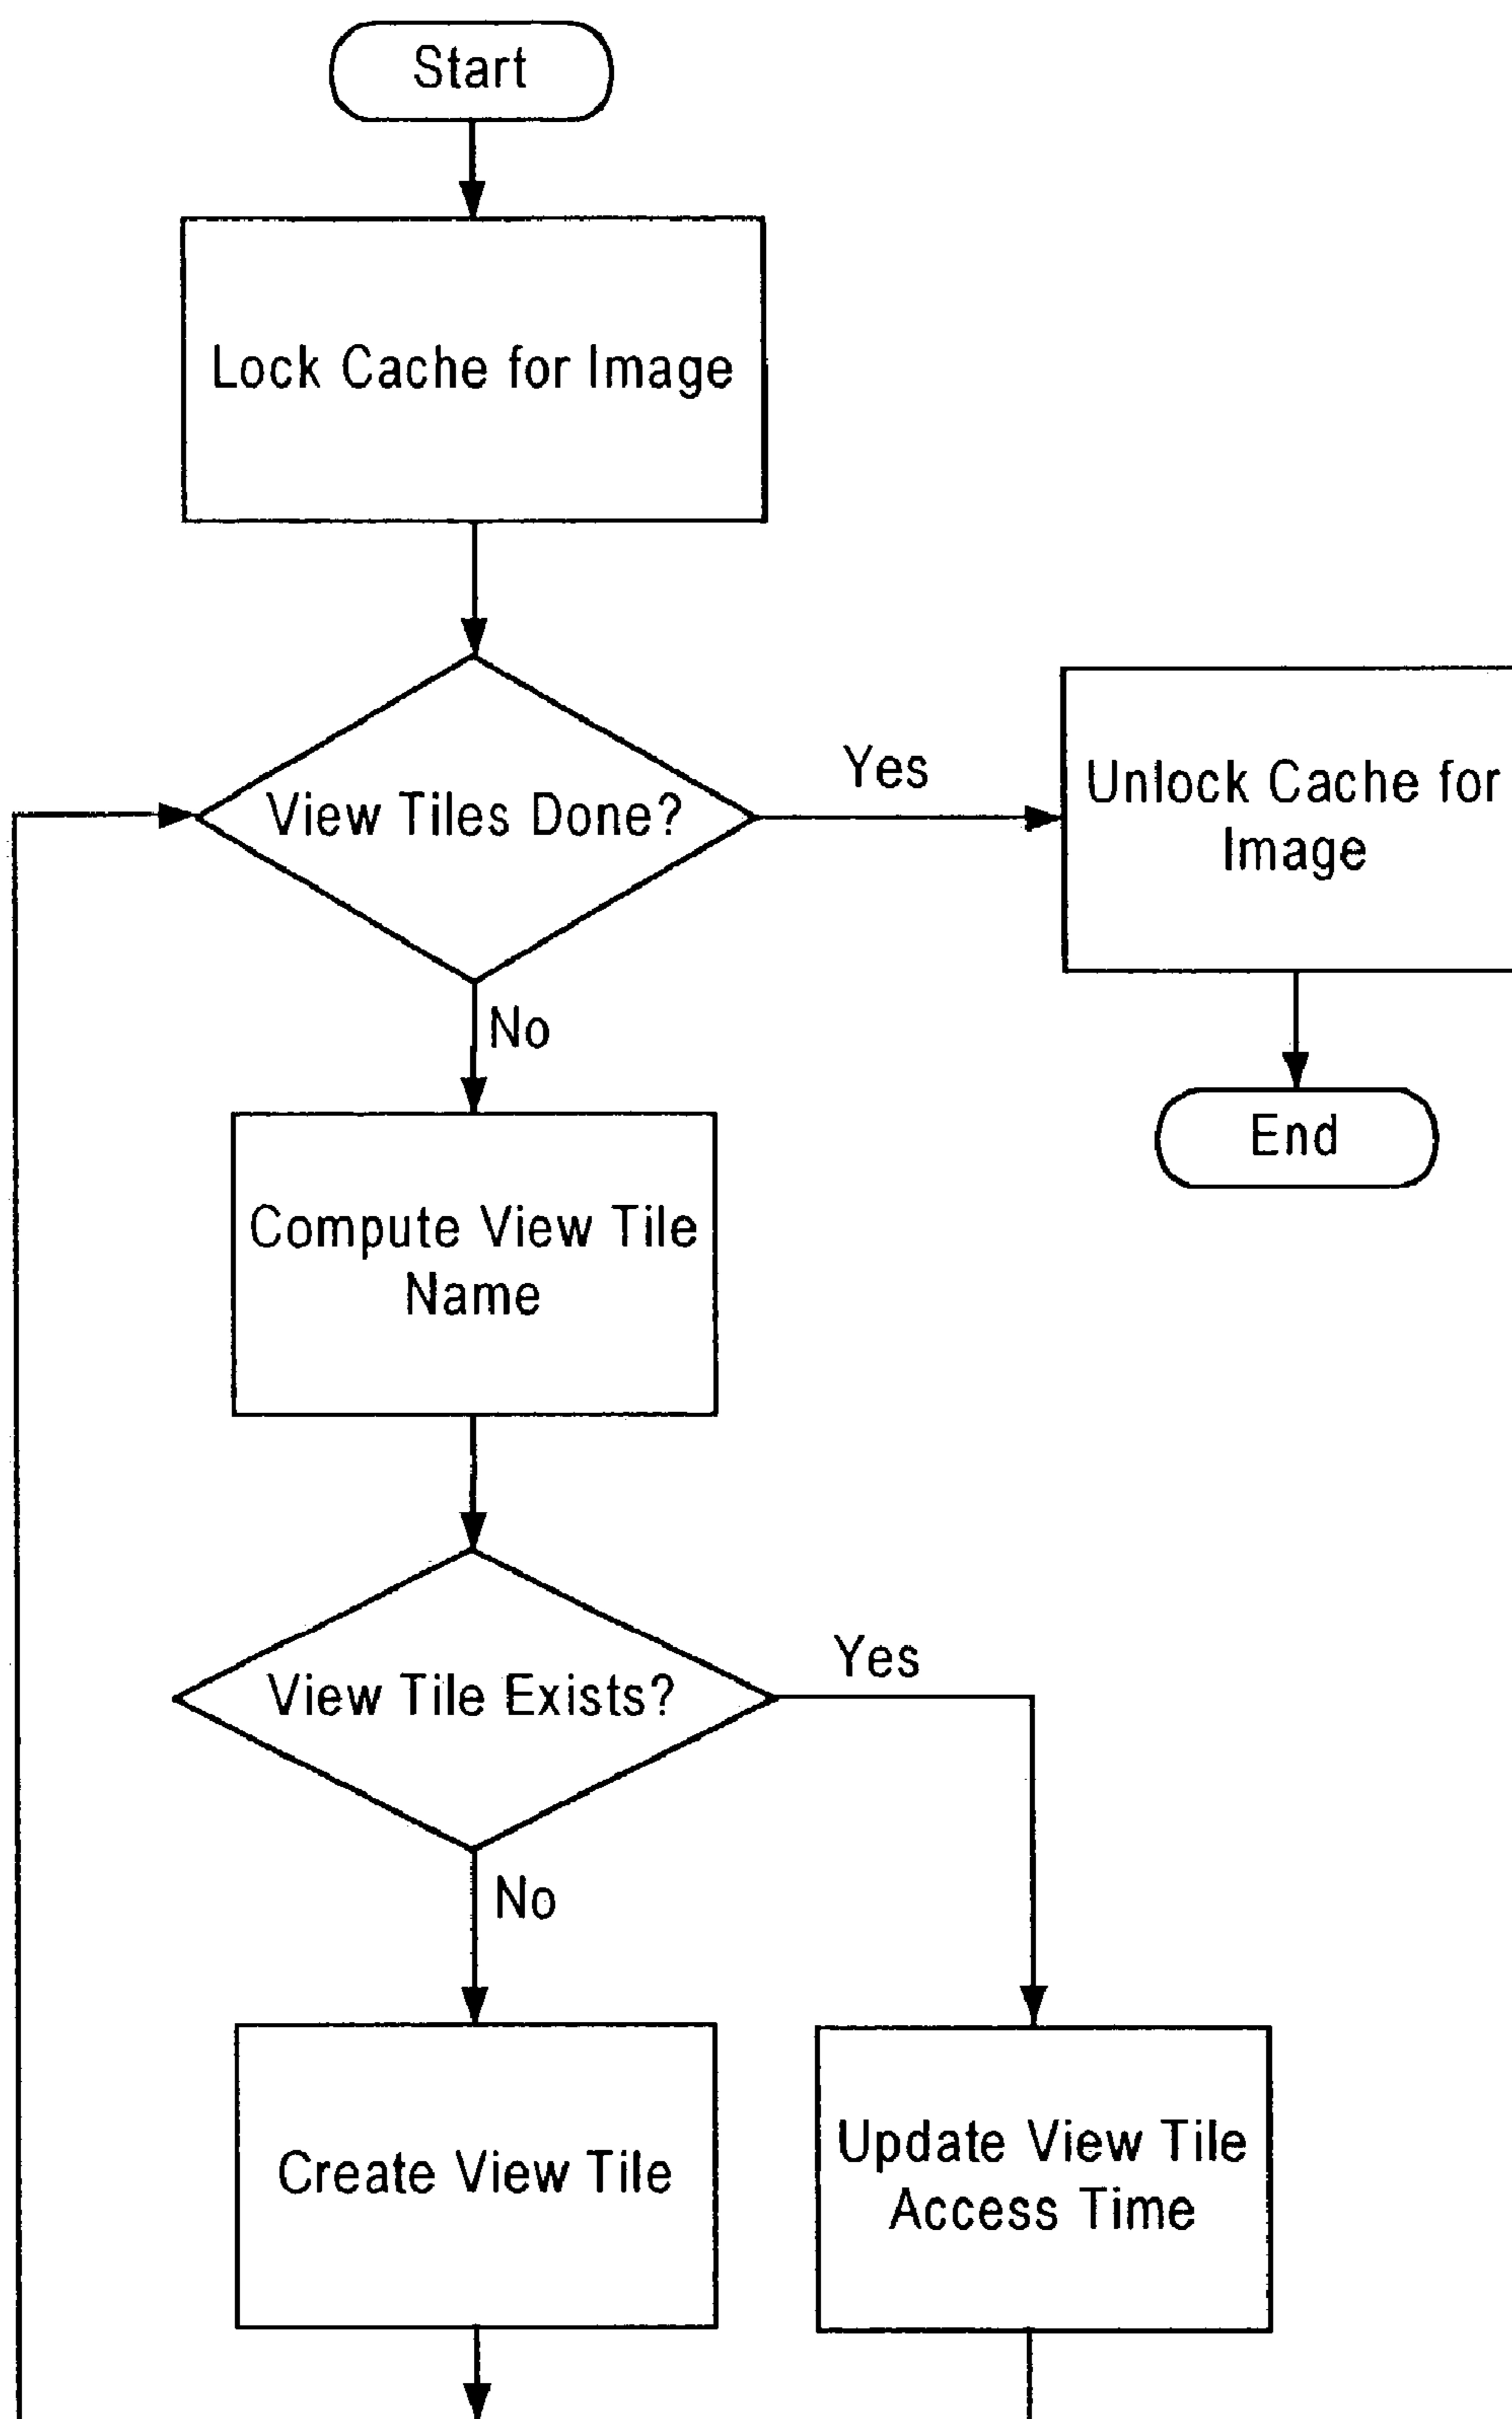 Start
Lock Cache for Image
View Tiles Done?
Yes
Unlock Cache for
Image
No
End
Compute View Tile
Name
View Tile Exists?
Yes
No
Create View Tile
Update View Tile
Access Time